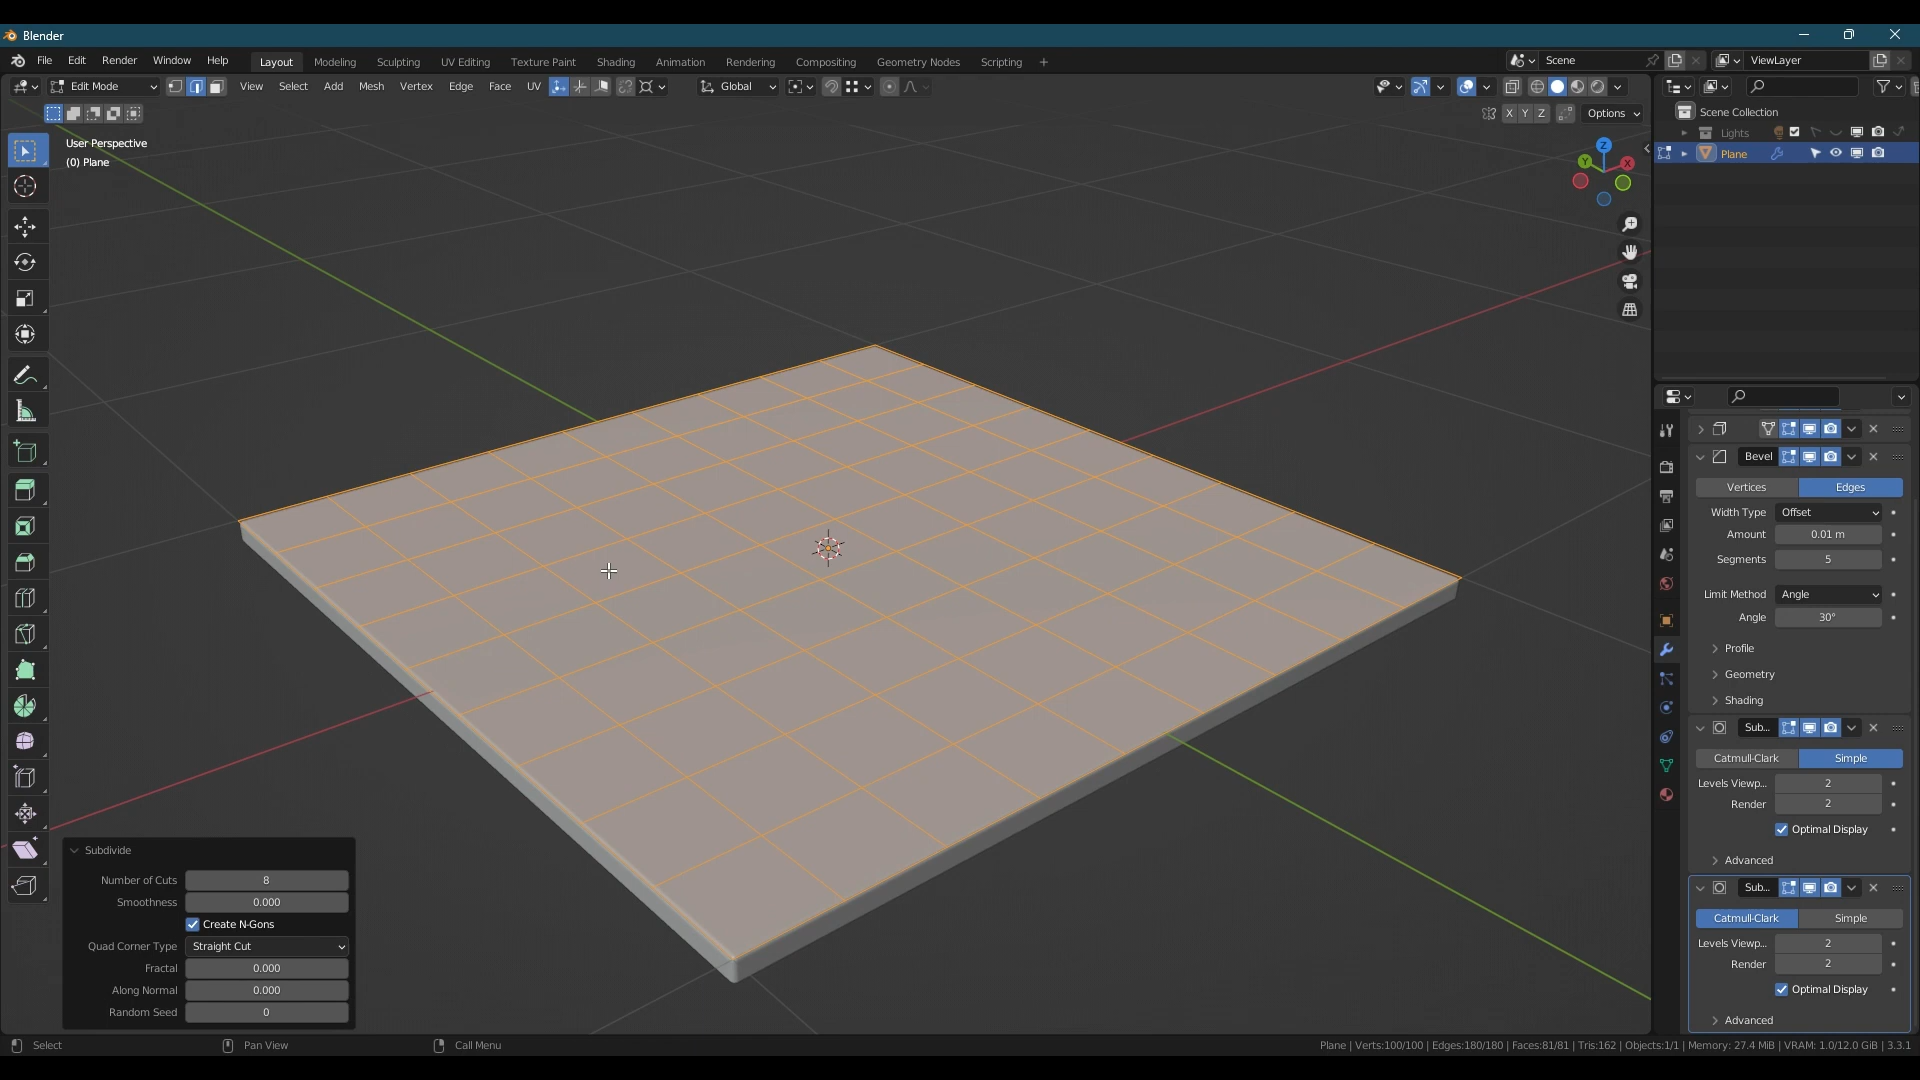 Blender
File Edit Render Window Help Layout Modeling Sculpting UV Editing Texture Paint Shading Animation Rendering Compositing Geometry Nodes Scripting + Scene ViewLayer
Edit Mode View Select Add Mesh Vertex Edge Face UV Global
X Y Z Options
Scene Collection
Lights
Plane
User Perspective
(0) Plane
Z
Y
X
Bevel
Vertices Edges
Width Type Offset
Amount 0.01 m
Segments 5
Limit Method Angle
Angle 30°
Profile
Geometry
Shading
Sub...
Catmull-Clark Simple
Levels Viewp... 2
Render 2
Optimal Display
Advanced
Sub...
Catmull-Clark Simple
Levels Viewp... 2
Render 2
Optimal Display
Advanced
Subdivide
Number of Cuts 8
Smoothness 0.000
Create N-Gons
Quad Corner Type Straight Cut
Fractal 0.000
Along Normal 0.000
Random Seed 0
Select Pan View Call Menu Plane | Verts:100/100 | Edges:180/180 | Faces:81/81 | Tris:162 | Objects:1/1 | Memory: 27.4 MiB | VRAM: 1.0/12.0 GiB | 3.3.1